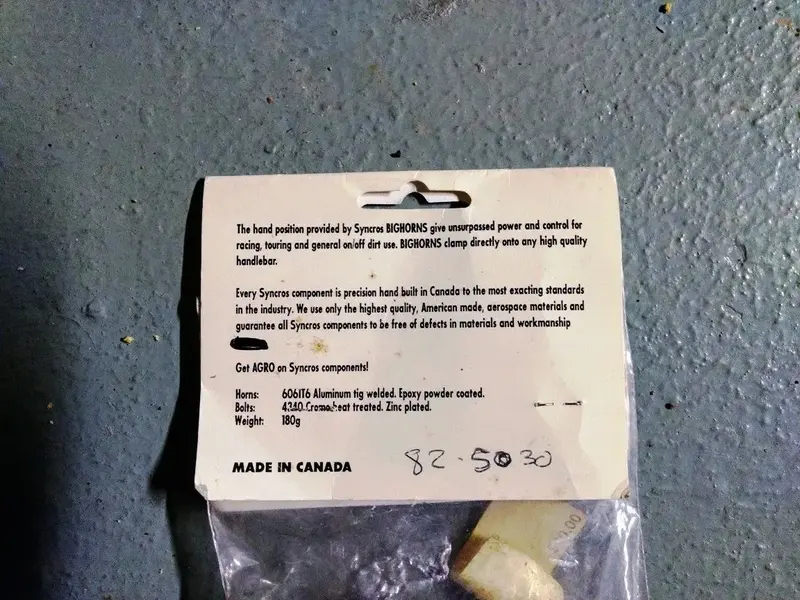 The hand position provided by Syncros BIGHORNS give unsurpassed power and control for
racing, touring and general on/off dirt use. BIGHORNS clamp directly onto any high quality
handlebar.
Every Syncros component is precision hand built in Canada to the most exacting standards
in the industry. We use only the highest quality, American made, aerospace materials and
guarantee all Syncros components to be free of defects in materials and workmanship
Get AGRO on Syncros components!
Horns: 6061T6 Aluminum tig welded. Epoxy powder coated.
Bolts: 4340 Cromo heat treated. Zinc plated.
Weight: 180g
MADE IN CANADA
82.5030